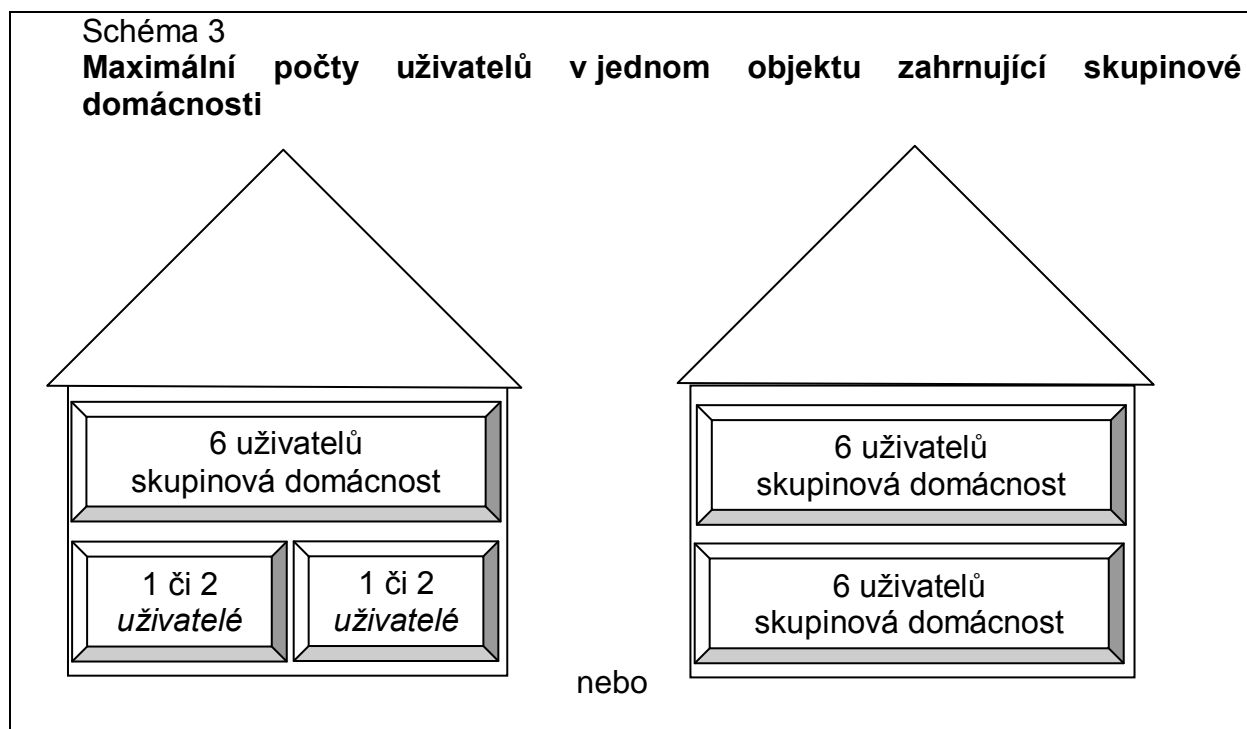 Schéma 3
Maximální počty uživatelů v jednom objektu zahrnující skupinové
domácnosti
6 uživatelů
skupinová domácnost
1 či 2
uživatelé
1 či 2
uživatelé
nebo
6 uživatelů
skupinová domácnost
6 uživatelů
skupinová domácnost